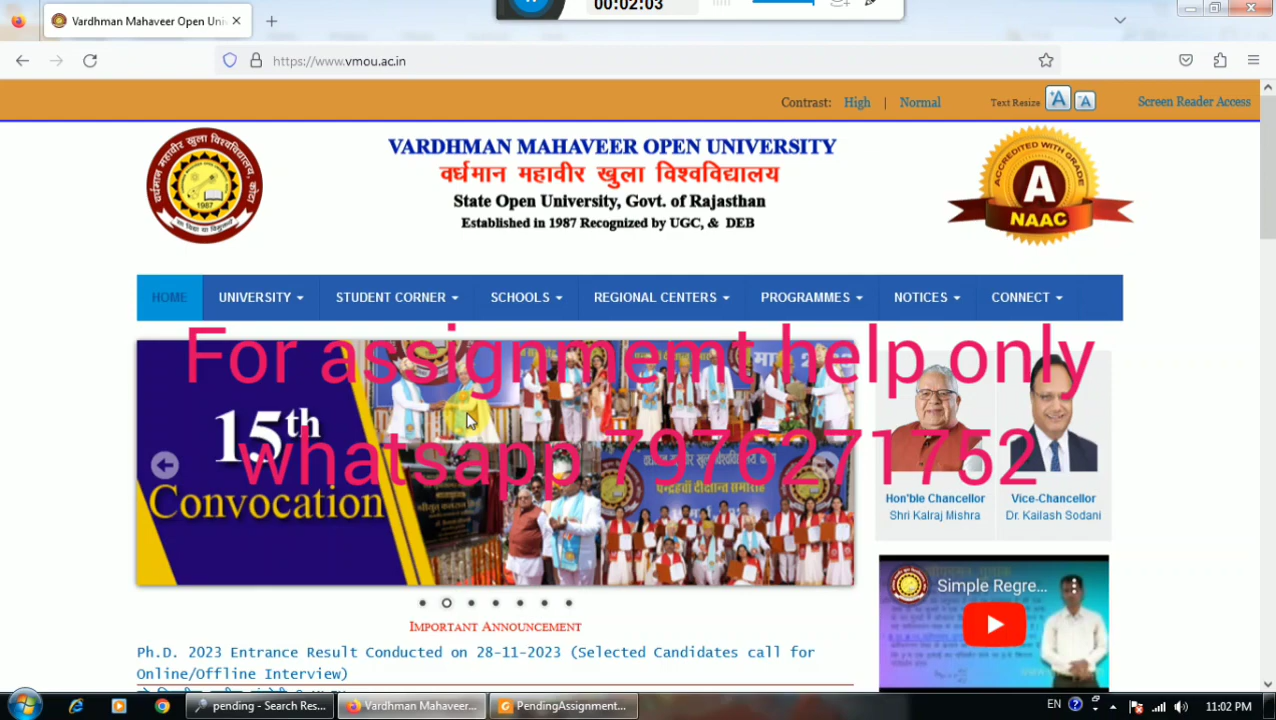 00:02:03
Vardhman Mahaveer Open Uni
https://www.vmou.ac.in
Contrast: High | Normal Text Resize +A -A Screen Reader Access
VARDHMAN MAHAVEER OPEN UNIVERSITY
वर्धमान महावीर खुला विश्वविद्यालय
State Open University, Govt. of Rajasthan
Established in 1987 Recognized by UGC, & DEB
1987
ACCREDITED WITH GRADE
A
NAAC
HOME UNIVERSITY STUDENT CORNER SCHOOLS REGIONAL CENTERS PROGRAMMES NOTICES CONNECT
For assignmemt help only
whatsapp 7976271752
15th
Convocation
Hon'ble Chancellor
Shri Kalraj Mishra
Vice-Chancellor
Dr. Kailash Sodani
Simple Regre...
IMPORTANT ANNOUNCEMENT
Ph.D. 2023 Entrance Result Conducted on 28-11-2023 (Selected Candidates call for
Online/Offline Interview)
pending - Search Res... Vardhman Mahaveer... PendingAssignment... EN 11:02 PM